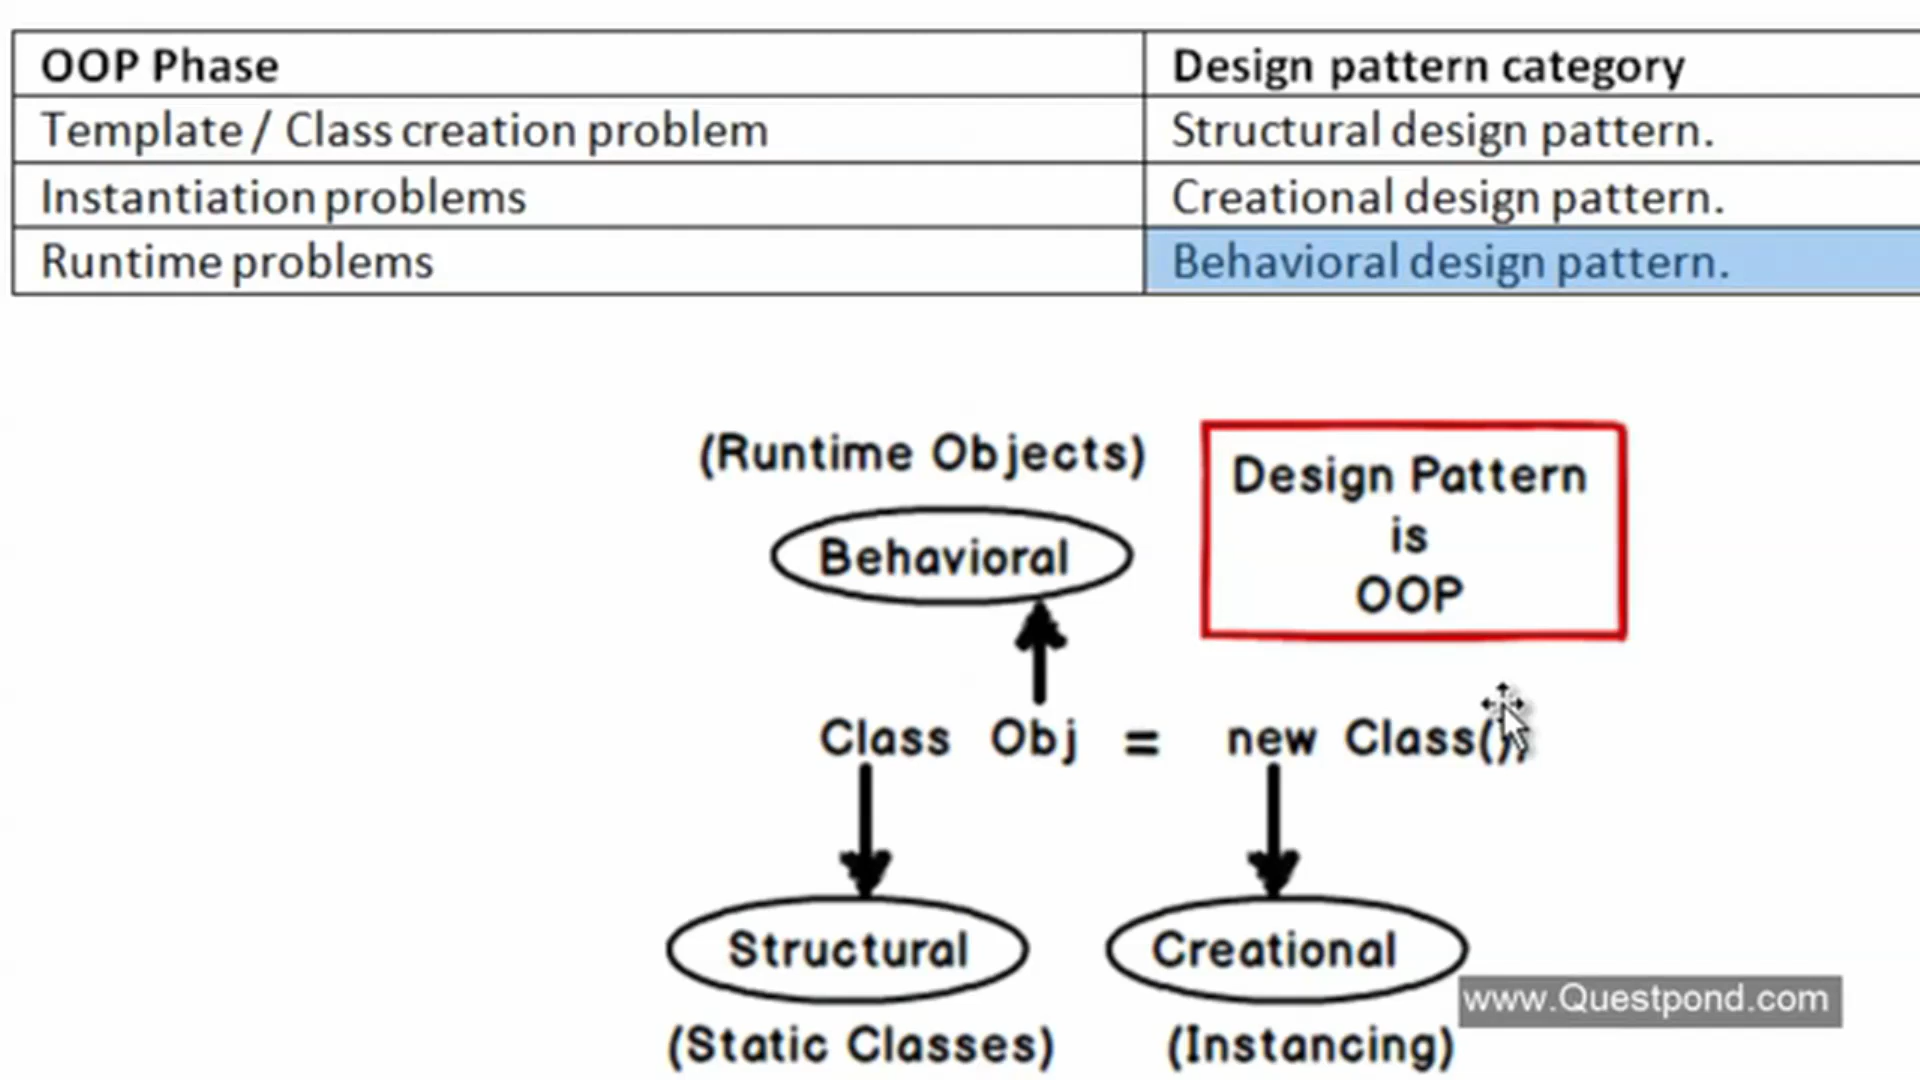 OOP Phase Design pattern category
Template / Class creation problem Structural design pattern.
Instantiation problems Creational design pattern.
Runtime problems Behavioral design pattern.
(Runtime Objects)
Behavioral
Design Pattern
is
OOP
Class Obj = new Class();
Structural Creational
www.Questpond.com
(Static Classes) (Instancing)